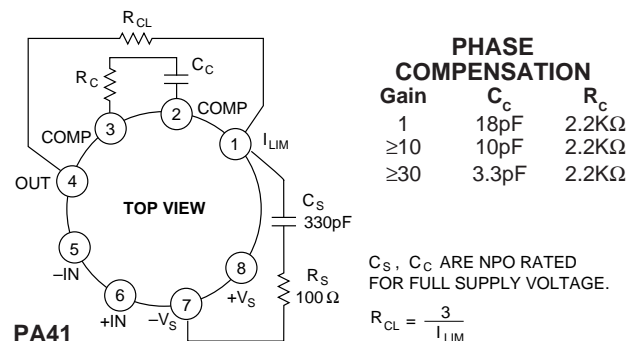 R_CL
R_C
C_C
2
COMP
3
COMP
1
I_LIM
4
OUT
TOP VIEW
C_S
330pF
5
–IN
8
+V_S
R_S
100Ω
6
+IN
7
–V_S
PA41
PHASE
COMPENSATION
Gain C_C R_C
1 18pF 2.2KΩ
≥10 10pF 2.2KΩ
≥30 3.3pF 2.2KΩ
C_S, C_C ARE NPO RATED
FOR FULL SUPPLY VOLTAGE.
R_CL = 3 / I_LIM